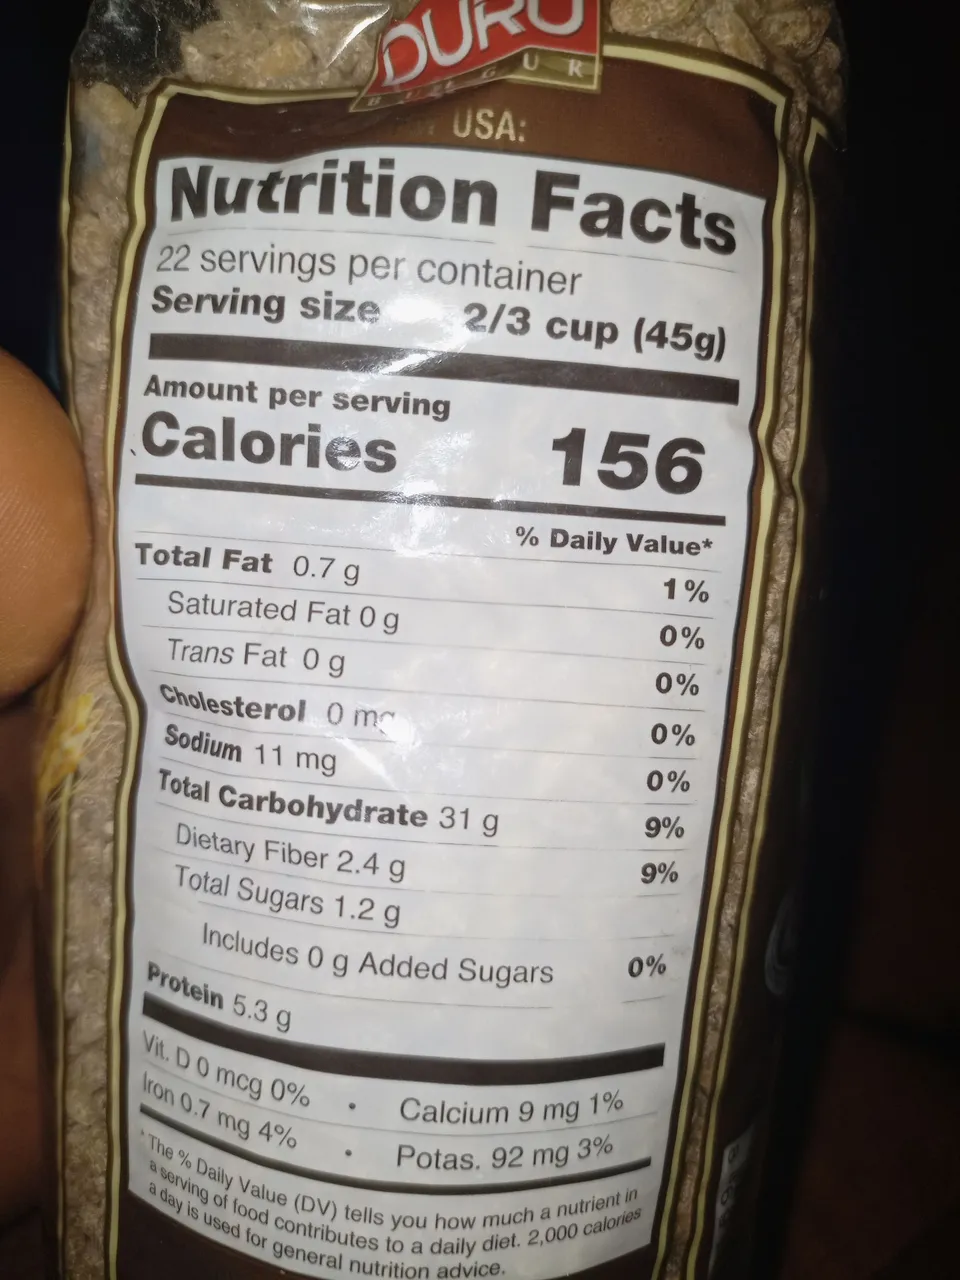 DURU
BULGUR
USA:
Nutrition Facts
22 servings per container
Serving size 2/3 cup (45g)
Amount per serving
Calories 156
% Daily Value*
Total Fat 0.7 g 1%
Saturated Fat 0 g 0%
Trans Fat 0 g 0%
Cholesterol 0 mg 0%
Sodium 11 mg 0%
Total Carbohydrate 31 g 9%
Dietary Fiber 2.4 g 9%
Total Sugars 1.2 g
Includes 0 g Added Sugars 0%
Protein 5.3 g
Vit. D 0 mcg 0% • Calcium 9 mg 1%
Iron 0.7 mg 4% • Potas. 92 mg 3%
* The % Daily Value (DV) tells you how much a nutrient in
a serving of food contributes to a daily diet. 2,000 calories
a day is used for general nutrition advice.